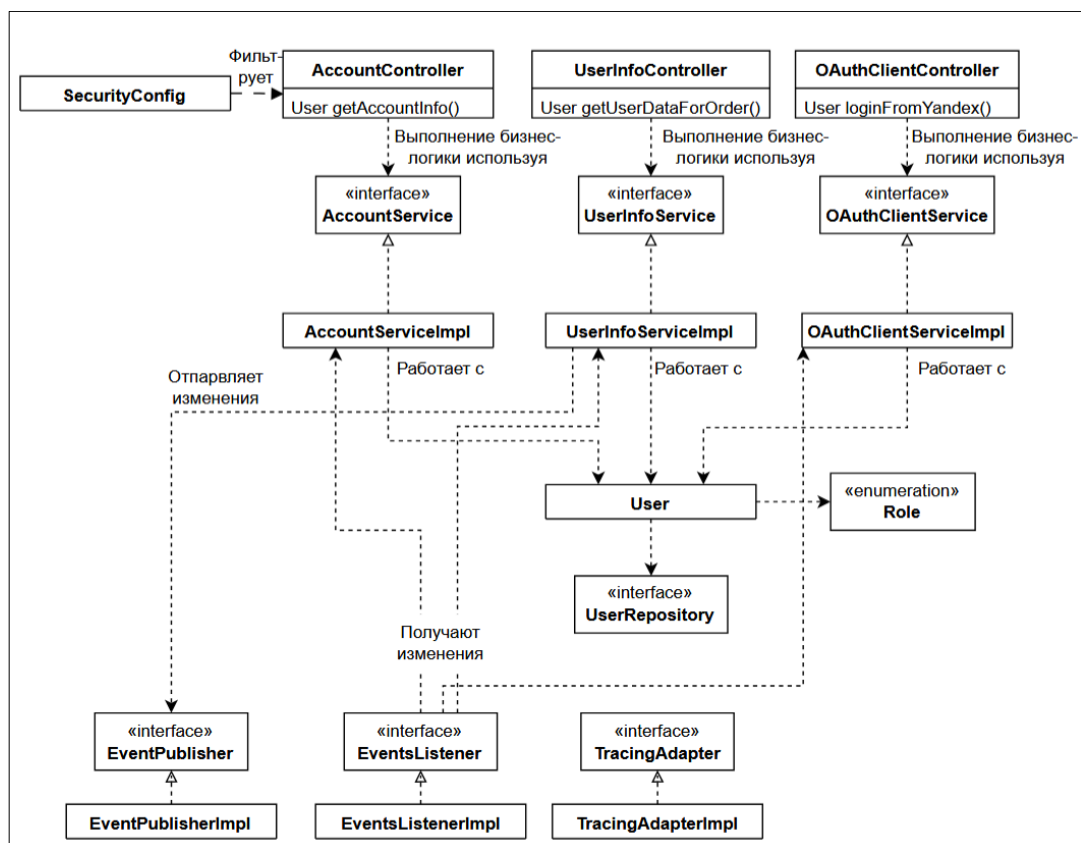 Фильт-
рует
SecurityConfig
AccountController
User getAccountInfo()
UserInfoController
User getUserDataForOrder()
OAuthClientController
User loginFromYandex()
Выполнение бизнес-
логики используя
Выполнение бизнес-
логики используя
Выполнение бизнес-
логики используя
«interface»
AccountService
«interface»
UserInfoService
«interface»
OAuthClientService
AccountServiceImpl
UserInfoServiceImpl
OAuthClientServiceImpl
Отпарвляет
изменения
Работает с
Работает с
Работает с
User
«enumeration»
Role
«interface»
UserRepository
Получают
изменения
«interface»
EventPublisher
«interface»
EventsListener
«interface»
TracingAdapter
EventPublisherImpl
EventsListenerImpl
TracingAdapterImpl